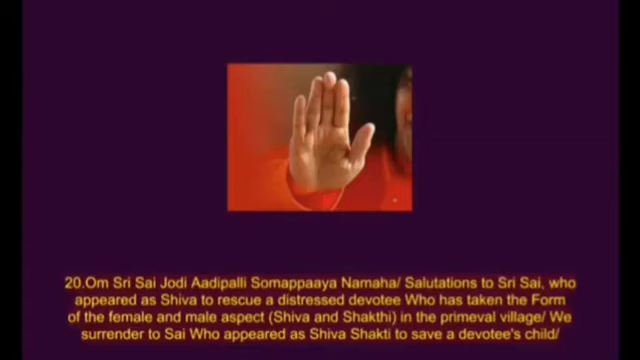 20.Om Sri Sai Jodi Aadipalli Somappaaya Namaha/ Salutations to Sri Sai, who
appeared as Shiva to rescue a distressed devotee Who has taken the Form
of the female and male aspect (Shiva and Shakthi) in the primeval village/ We
surrender to Sai Who appeared as Shiva Shakti to save a devotee's child/